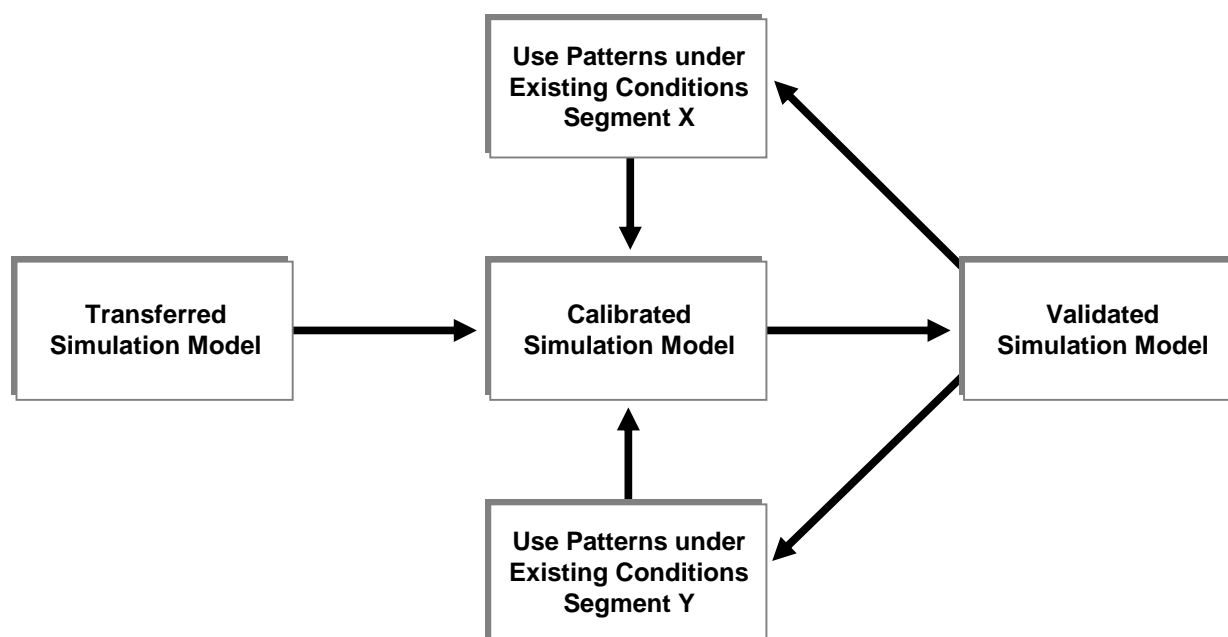 Use Patterns under
Existing Conditions
Segment X
Transferred
Simulation Model
Calibrated
Simulation Model
Validated
Simulation Model
Use Patterns under
Existing Conditions
Segment Y